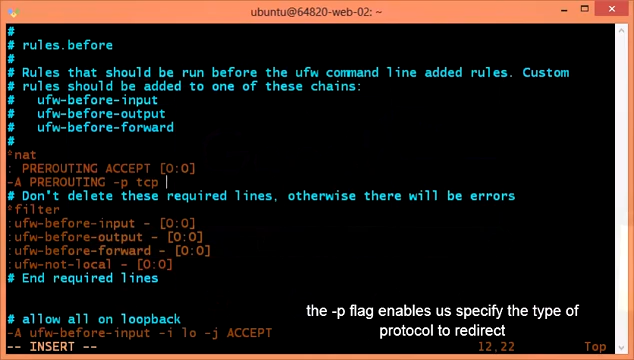 ubuntu@64820-web-02: ~
#
# rules.before
#
# Rules that should be run before the ufw command line added rules. Custom
# rules should be added to one of these chains:
#   ufw-before-input
#   ufw-before-output
#   ufw-before-forward
#
*nat
: PREROUTING ACCEPT [0:0]
-A PREROUTING -p tcp
# Don't delete these required lines, otherwise there will be errors
*filter
:ufw-before-input - [0:0]
:ufw-before-output - [0:0]
:ufw-before-forward - [0:0]
:ufw-not-local - [0:0]
# End required lines
# allow all on loopback
-A ufw-before-input -i lo -j ACCEPT
-- INSERT --
12,22
Top
the -p flag enables us specify the type of
protocol to redirect